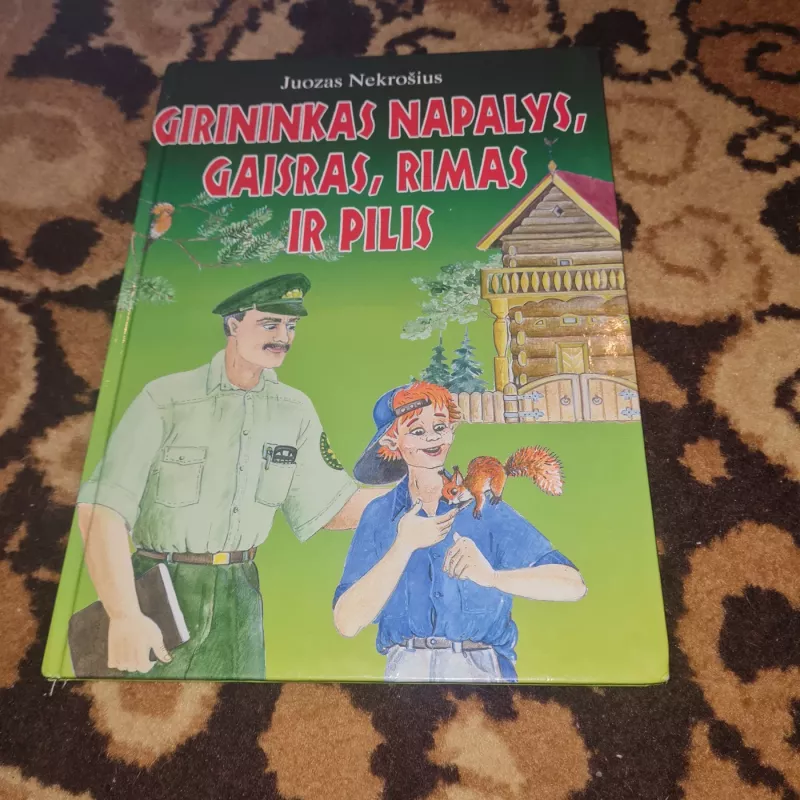 Juozas Nekrošius
GIRININKAS NAPALYS,
GAISRAS, RIMAS
IR PILIS